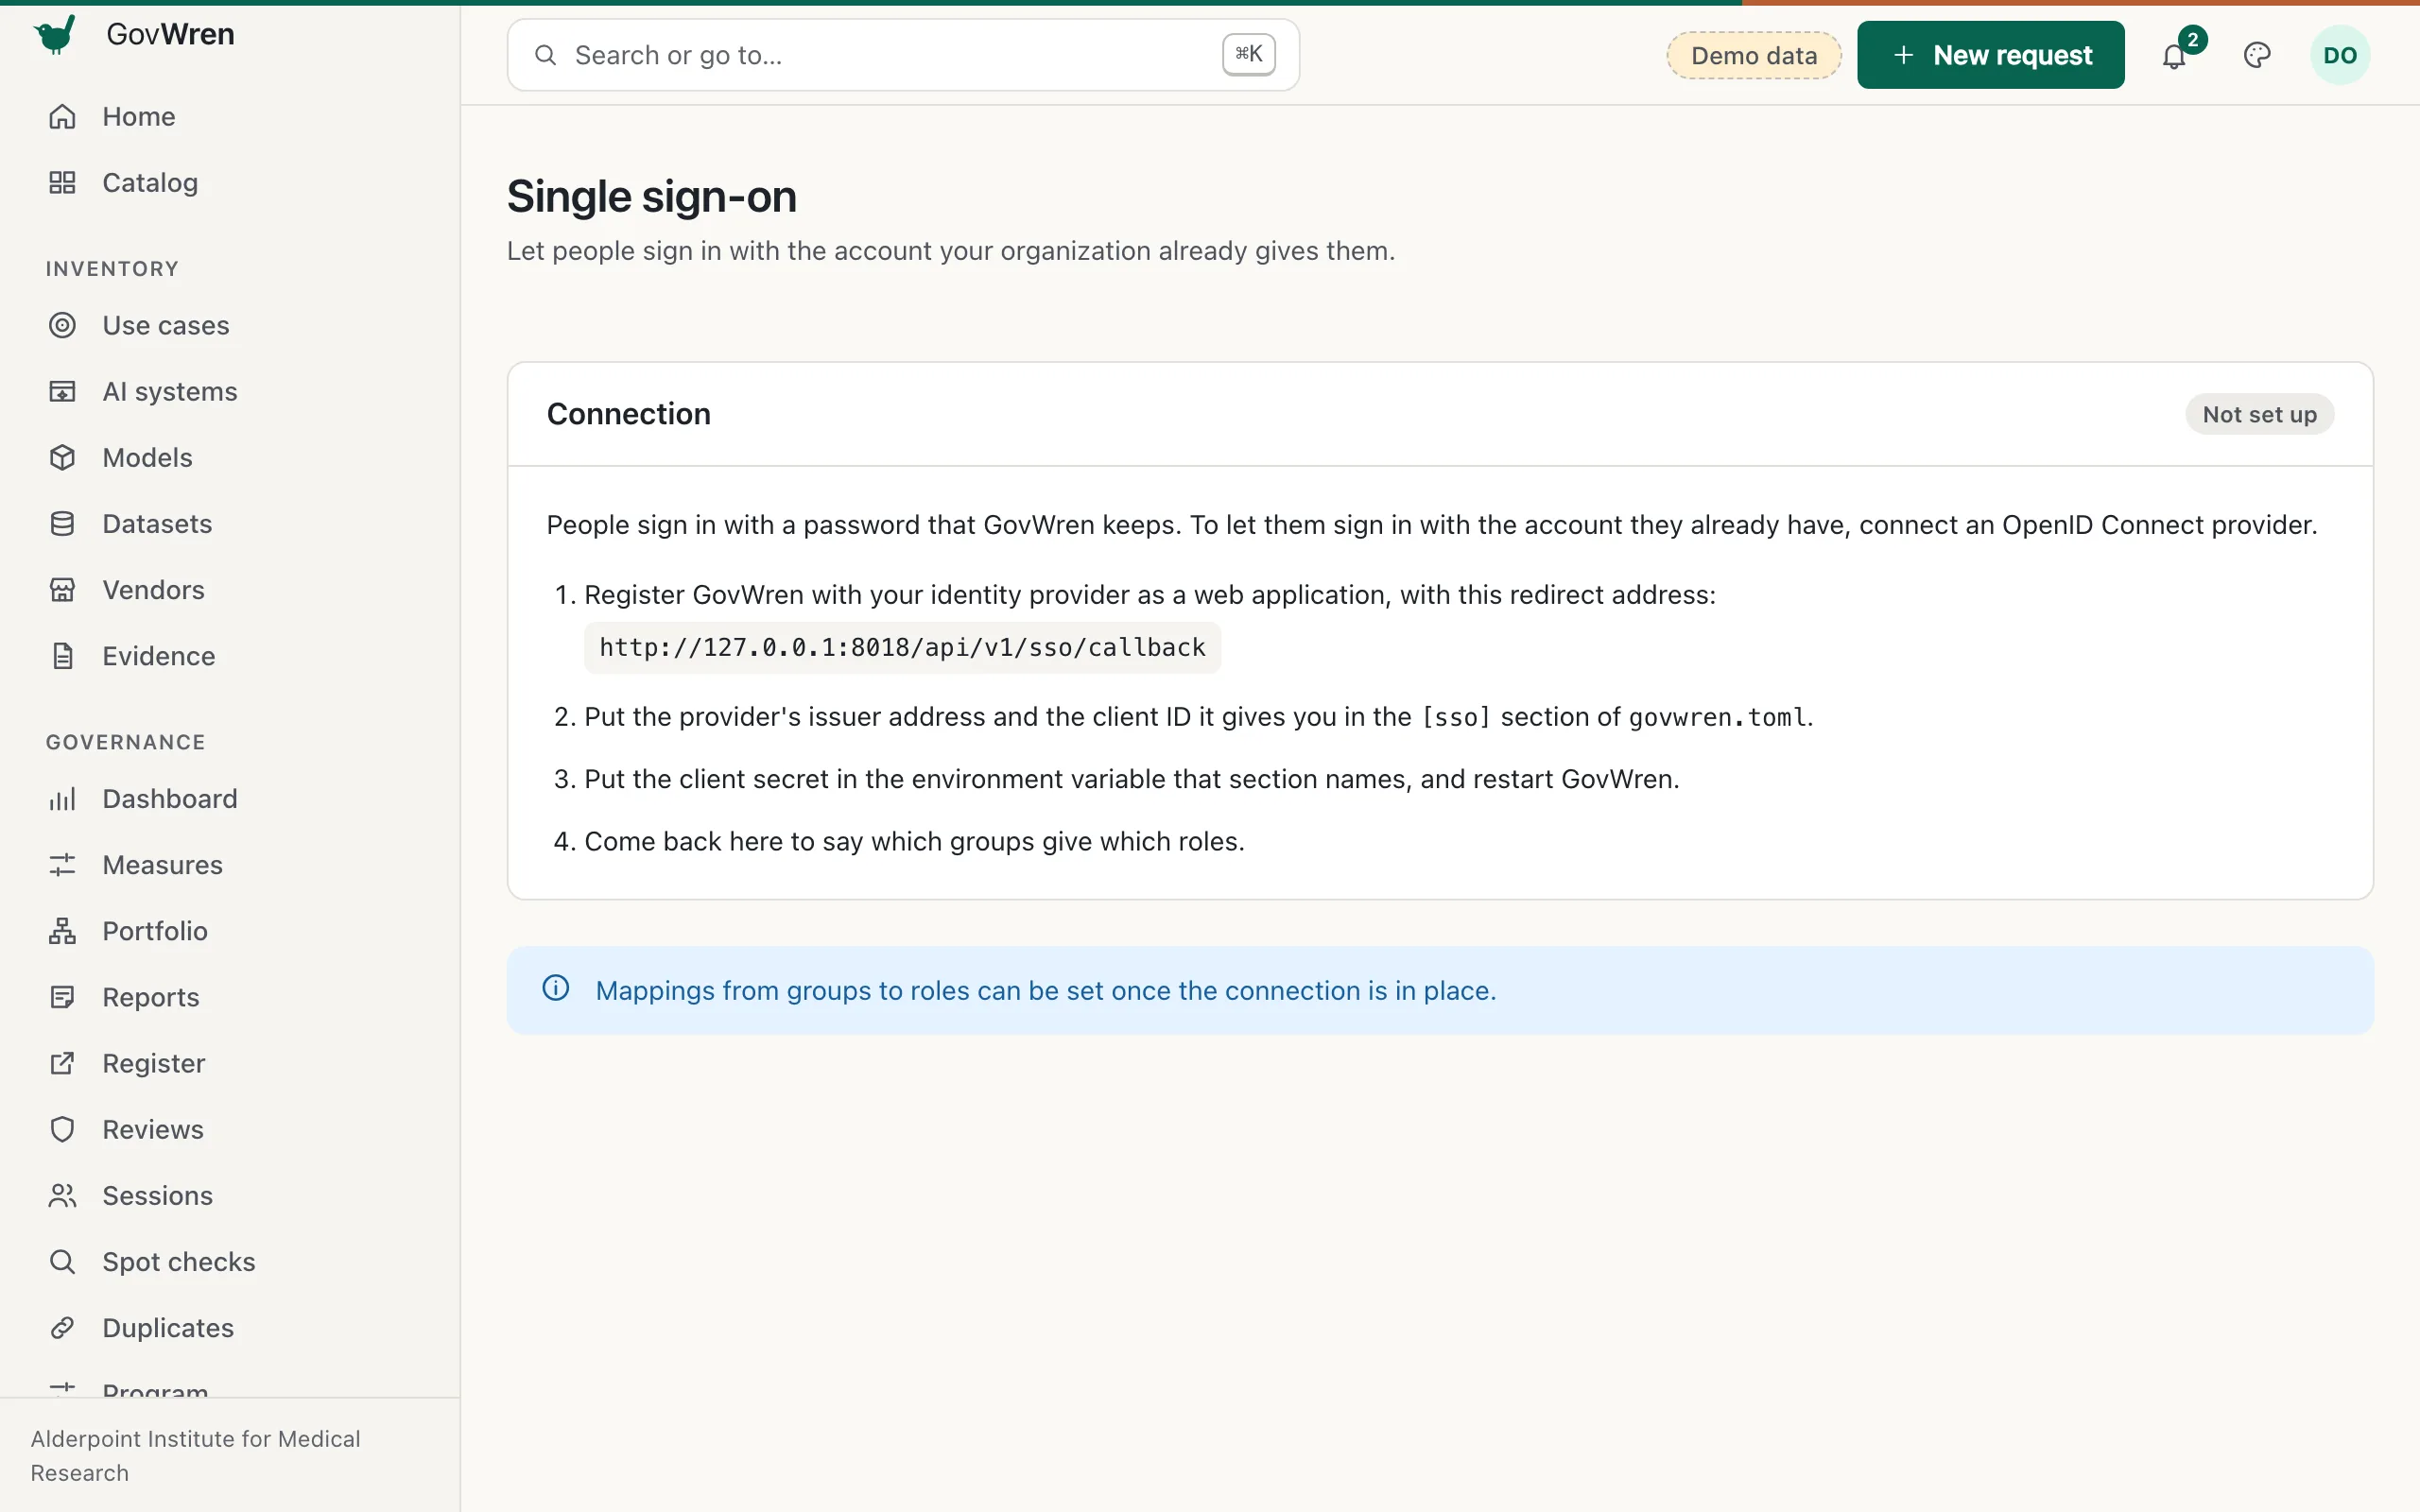 GovWren
Search or go to...
⌘K
Demo data
New request
2
DO
Home
Catalog
INVENTORY
Use cases
AI systems
Models
Datasets
Vendors
Evidence
GOVERNANCE
Dashboard
Measures
Portfolio
Reports
Register
Reviews
Sessions
Spot checks
Duplicates
Program
Alderpoint Institute for Medical
Research
Single sign-on
Let people sign in with the account your organization already gives them.
Connection
Not set up
People sign in with a password that GovWren keeps. To let them sign in with the account they already have, connect an OpenID Connect provider.
1. Register GovWren with your identity provider as a web application, with this redirect address:
http://127.0.0.1:8018/api/v1/sso/callback
2. Put the provider's issuer address and the client ID it gives you in the [sso] section of govwren.toml.
3. Put the client secret in the environment variable that section names, and restart GovWren.
4. Come back here to say which groups give which roles.
Mappings from groups to roles can be set once the connection is in place.